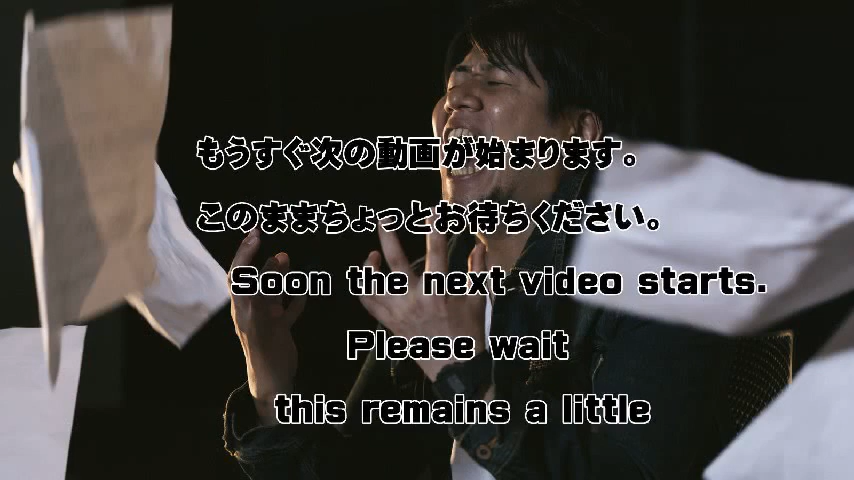 もうすぐ次の動画が始まります。
このままちょっとお待ちください。
Soon the next video starts.
Please wait
this remains a little